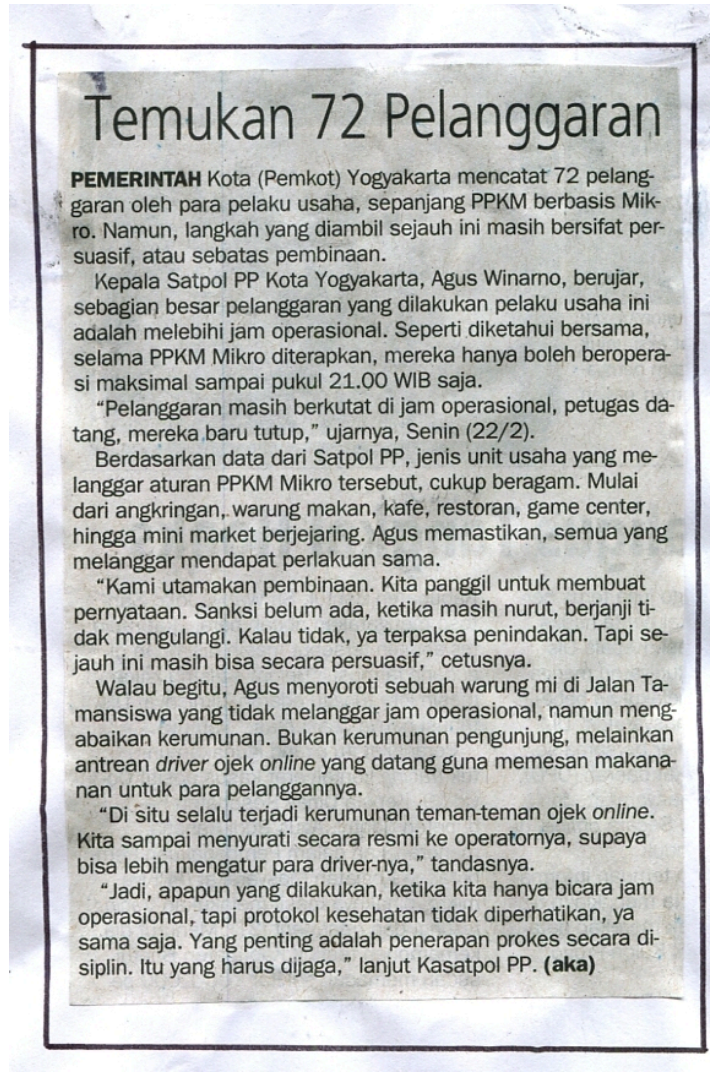 Temukan 72 Pelanggaran
PEMERINTAH Kota (Pemkot) Yogyakarta mencatat 72 pelang-
garan oleh para pelaku usaha, sepanjang PPKM berbasis Mik-
ro. Namun, langkah yang diambil sejauh ini masih bersifat per-
suasif, atau sebatas pembinaan.
Kepala Satpol PP Kota Yogyakarta, Agus Winarno, berujar,
sebagian besar pelanggaran yang dilakukan pelaku usaha ini
adalah melebihi jam operasional. Seperti diketahui bersama,
selama PPKM Mikro diterapkan, mereka hanya boleh beropera-
si maksimal sampai pukul 21.00 WIB saja.
“Pelanggaran masih berkutat di jam operasional, petugas da-
tang, mereka baru tutup,” ujarnya, Senin (22/2).
Berdasarkan data dari Satpol PP, jenis unit usaha yang me-
langgar aturan PPKM Mikro tersebut, cukup beragam. Mulai
dari angkringan, warung makan, kafe, restoran, game center,
hingga mini market berjejaring. Agus memastikan, semua yang
melanggar mendapat perlakuan sama.
“Kami utamakan pembinaan. Kita panggil untuk membuat
pernyataan. Sanksi belum ada, ketika masih nurut, berjanji ti-
dak mengulangi. Kalau tidak, ya terpaksa penindakan. Tapi se-
jauh ini masih bisa secara persuasif,” cetusnya.
Walau begitu, Agus menyoroti sebuah warung mi di Jalan Ta-
mansiswa yang tidak melanggar jam operasional, namun meng-
abaikan kerumunan. Bukan kerumunan pengunjung, melainkan
antrean driver ojek online yang datang guna memesan makana-
nan untuk para pelanggannya.
“Di situ selalu terjadi kerumunan teman-teman ojek online.
Kita sampai menyurati secara resmi ke operatornya, supaya
bisa lebih mengatur para driver-nya,” tandasnya.
“Jadi, apapun yang dilakukan, ketika kita hanya bicara jam
operasional, tapi protokol kesehatan tidak diperhatikan, ya
sama saja. Yang penting adalah penerapan prokes secara di-
siplin. Itu yang harus dijaga,” lanjut Kasatpol PP. (aka)